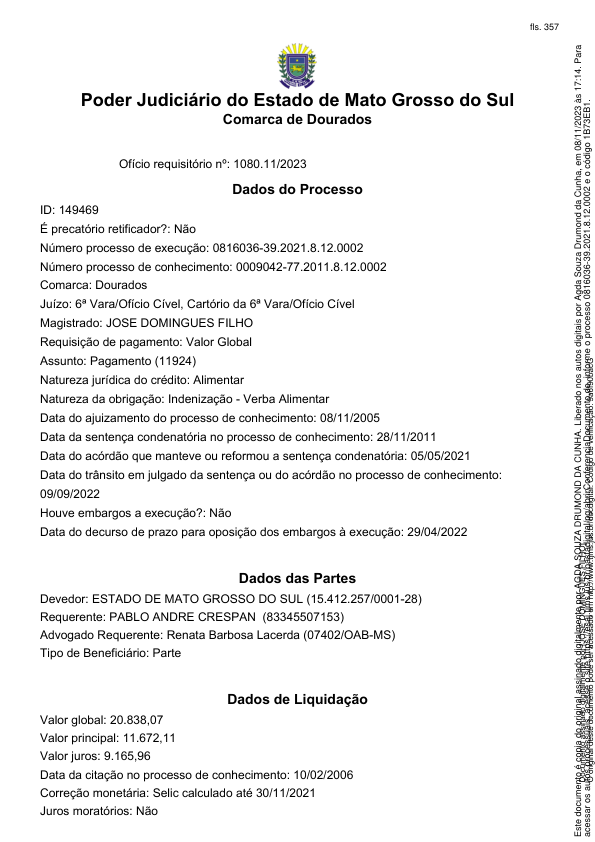 fls. 357
Poder Judiciário do Estado de Mato Grosso do Sul
Comarca de Dourados
Ofício requisitório nº: 1080.11/2023
Dados do Processo
ID: 149469
É precatório retificador?: Não
Número processo de execução: 0816036-39.2021.8.12.0002
Número processo de conhecimento: 0009042-77.2011.8.12.0002
Comarca: Dourados
Juízo: 6ª Vara/Ofício Cível, Cartório da 6ª Vara/Ofício Cível
Magistrado: JOSE DOMINGUES FILHO
Requisição de pagamento: Valor Global
Assunto: Pagamento (11924)
Natureza jurídica do crédito: Alimentar
Natureza da obrigação: Indenização - Verba Alimentar
Data do ajuizamento do processo de conhecimento: 08/11/2005
Data da sentença condenatória no processo de conhecimento: 28/11/2011
Data do acórdão que manteve ou reformou a sentença condenatória: 05/05/2021
Data do trânsito em julgado da sentença ou do acórdão no processo de conhecimento:
09/09/2022
Houve embargos a execução?: Não
Data do decurso de prazo para oposição dos embargos à execução: 29/04/2022
Dados das Partes
Devedor: ESTADO DE MATO GROSSO DO SUL (15.412.257/0001-28)
Requerente: PABLO ANDRE CRESPAN (83345507153)
Advogado Requerente: Renata Barbosa Lacerda (07402/OAB-MS)
Tipo de Beneficiário: Parte
Dados de Liquidação
Valor global: 20.838,07
Valor principal: 11.672,11
Valor juros: 9.165,96
Data da citação no processo de conhecimento: 10/02/2006
Correção monetária: Selic calculado até 30/11/2021
Juros moratórios: Não
Este documento é copia do original assinado digitalmente por AGDA SOUZA DRUMOND DA CUNHA. Liberado nos autos digitais por Agda Souza Drumond da Cunha, em 08/11/2023 às 17:14. Para
acessar os autos informe o processo 0816036-39.2021.8.12.0002 e o código 1B73EB1.